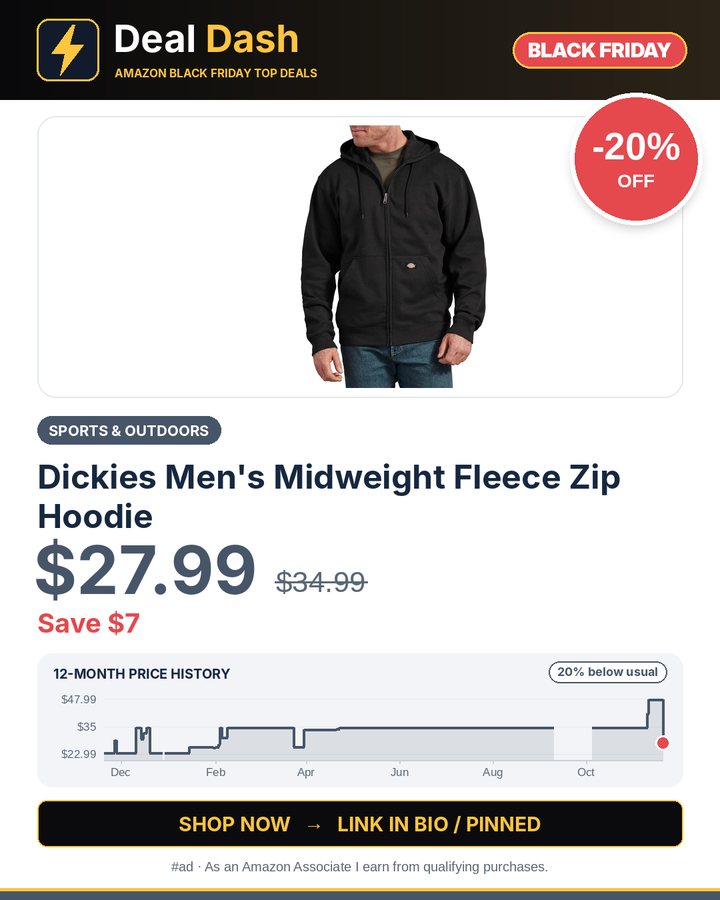 Deal Dash
AMAZON BLACK FRIDAY TOP DEALS
BLACK FRIDAY
-20%
OFF
SPORTS & OUTDOORS
Dickies Men's Midweight Fleece Zip
Hoodie
$27.99 $34.99
Save $7
12-MONTH PRICE HISTORY
20% below usual
$47.99
$35
$22.99
Dec Feb Apr Jun Aug Oct
SHOP NOW → LINK IN BIO / PINNED
#ad · As an Amazon Associate I earn from qualifying purchases.